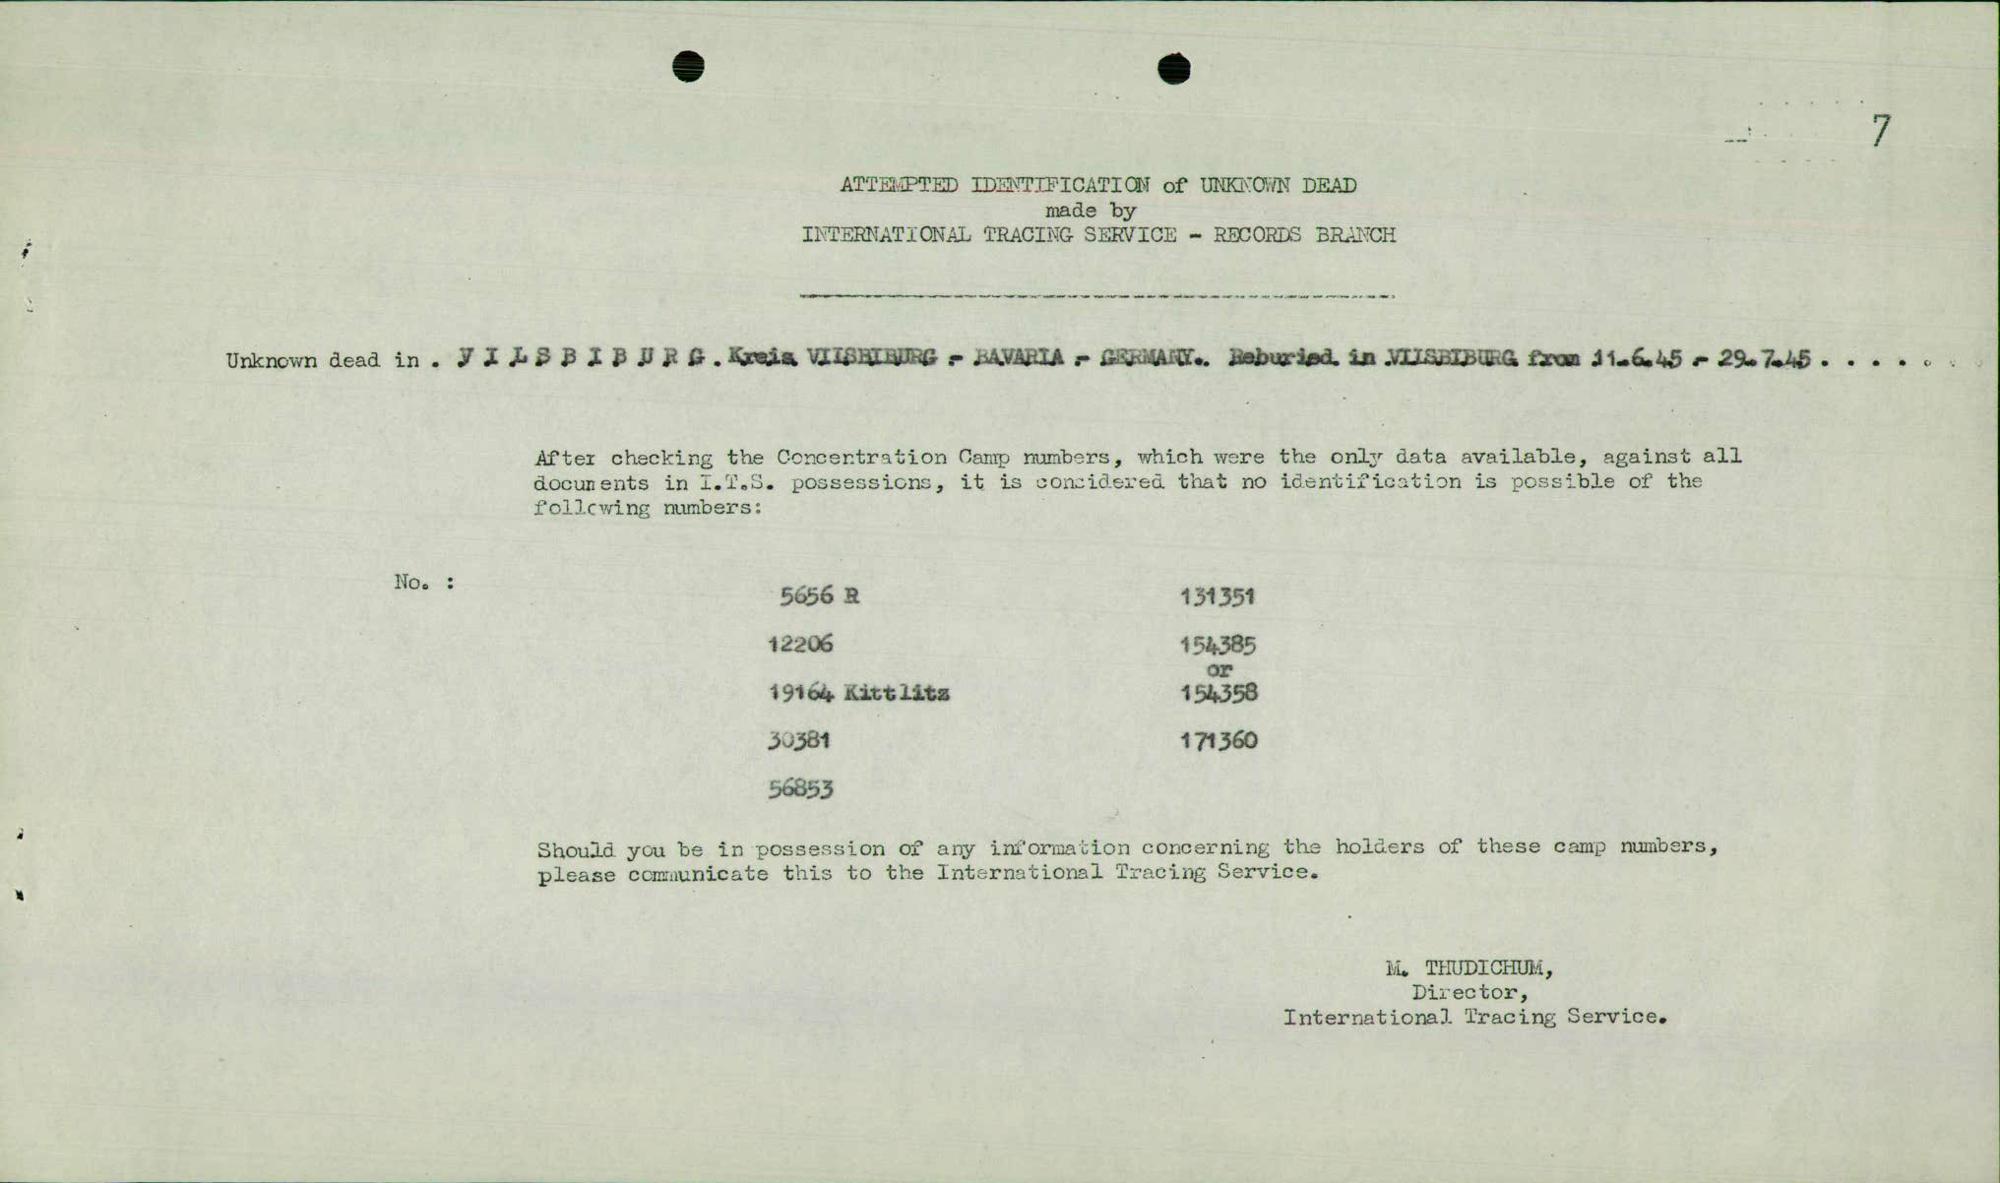 7
ATTEMPTED IDENTIFICATION of UNKNOWN DEAD
made by
INTERNATIONAL TRACING SERVICE - RECORDS BRANCH
Unknown dead in . V I L S B I B U R G . Kreis VILSBIBURG - BAVARIA - GERMANY. Reburied in VILSBIBURG from 11.6.45 - 29.7.45 . . . . . . .
After checking the Concentration Camp numbers, which were the only data available, against all
documents in I.T.S. possessions, it is considered that no identification is possible of the
following numbers:
No. :
5656 R 131351
12206 154385
or
19164 Kittlitz 154358
30381 171360
56853
Should you be in possession of any information concerning the holders of these camp numbers,
please communicate this to the International Tracing Service.
M. THUDICHUM,
Director,
International Tracing Service.